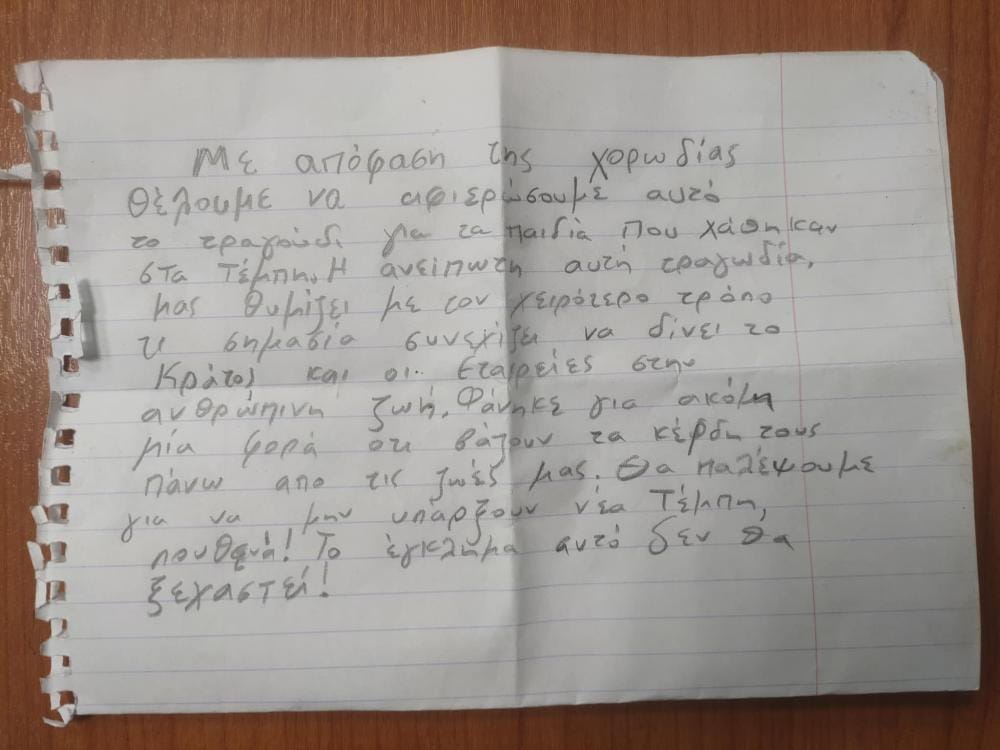 Με απόφαση της χορωδίας
θέλουμε να αφιερώσουμε αυτό
το τραγούδι για τα παιδιά που χάθηκαν
στα Τέμπη. Η ανείπωτη αυτή τραγωδία,
μας θυμίζει με τον χειρότερο τρόπο
τι σημασία συνεχίζει να δίνει το
Κράτος και οι Εταιρείες στην
ανθρώπινη ζωή. Φάνηκε για ακόμη
μία φορά οτι βάζουν τα κέρδη τους
πάνω απο τις ζωές μας. Θα παλέψουμε
για να μην υπάρξουν νέα Τέμπη,
πουθενά! Το έγκλημα αυτό δεν θα
ξεχαστεί!